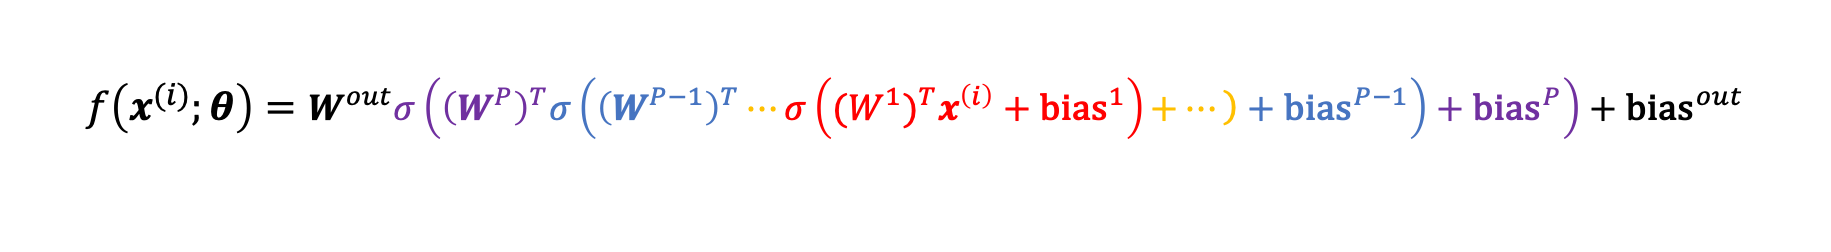 f(x^(i); θ) = W^out σ((W^P)^T σ((W^(P−1))^T ⋯ σ((W^1)^T x^(i) + bias^1) + ⋯ ) + bias^(P−1)) + bias^P) + bias^out